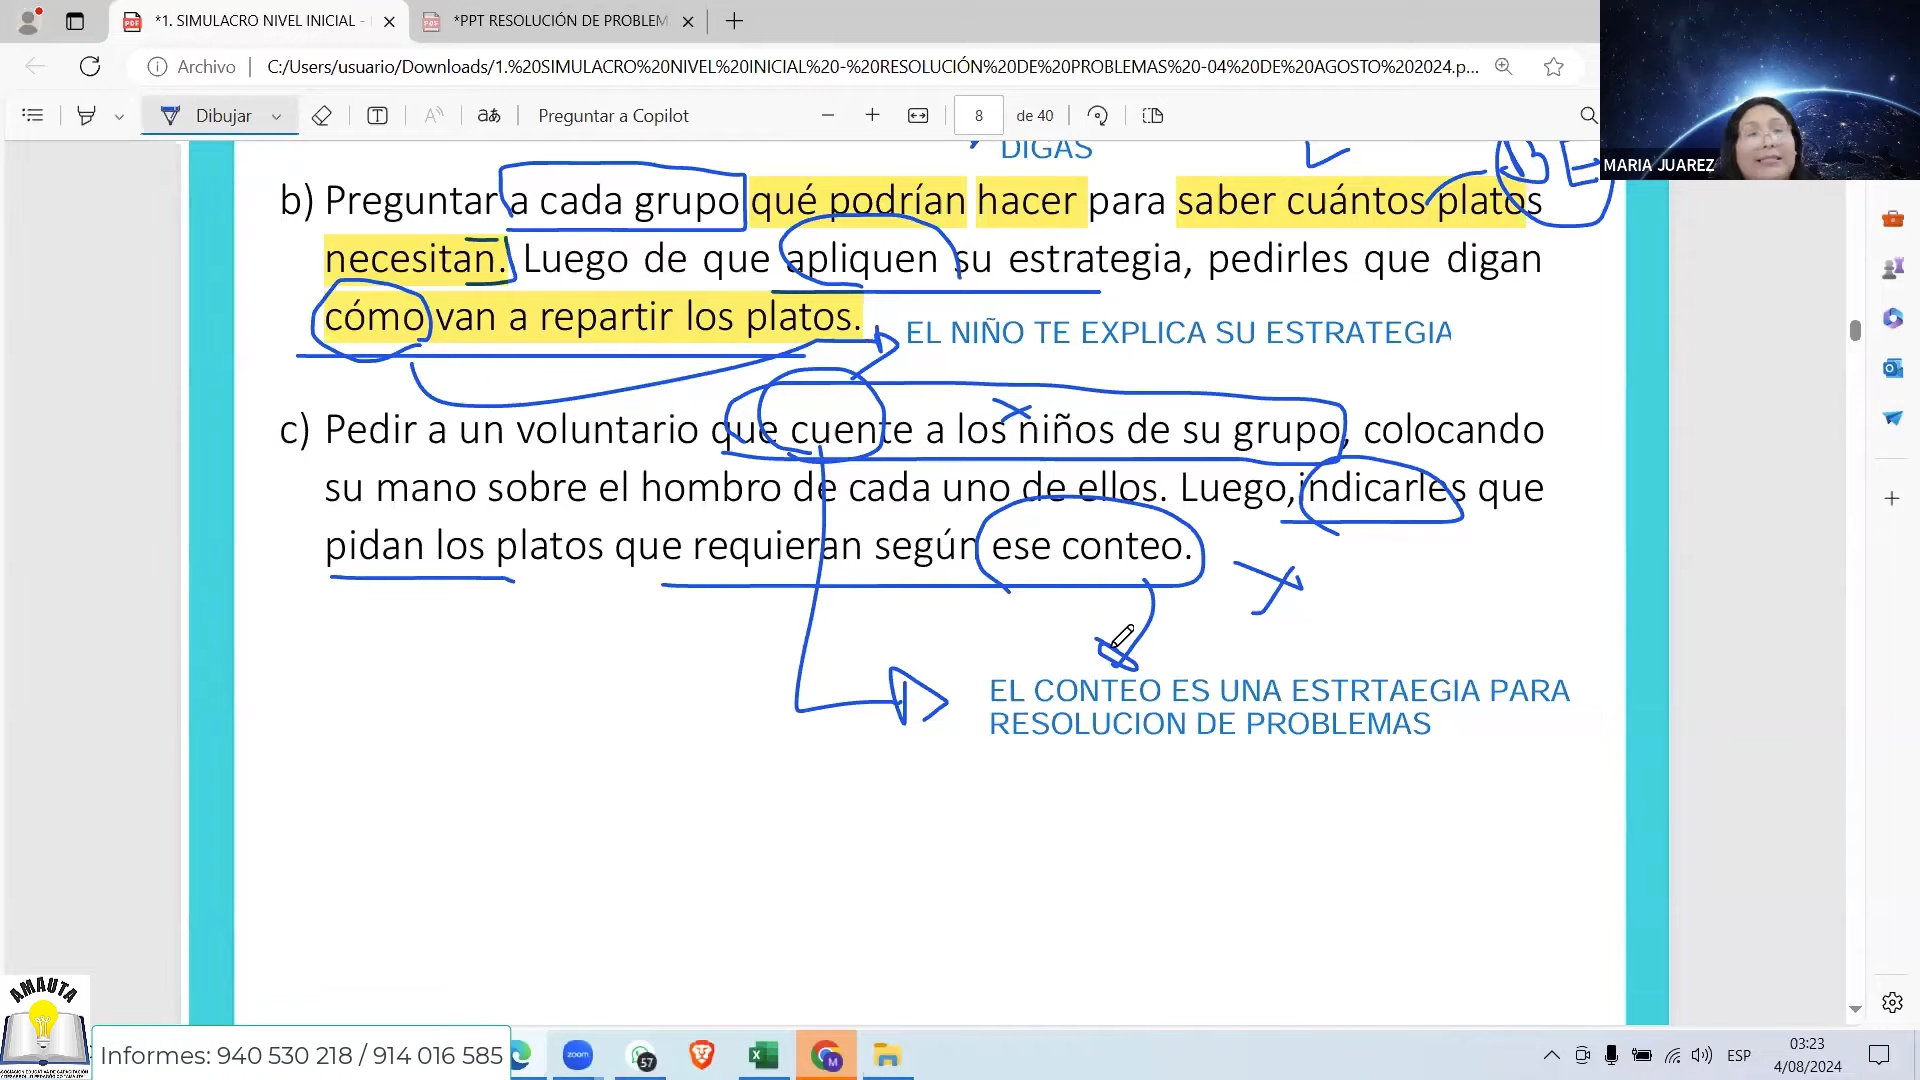 *1. SIMULACRO NIVEL INICIAL -
*PPT RESOLUCIÓN DE PROBLEM
Archivo
C:/Users/usuario/Downloads/1.%20SIMULACRO%20NIVEL%20INICIAL%20-%20RESOLUCIÓN%20DE%20PROBLEMAS%20-04%20DE%20AGOSTO%202024.p...
Dibujar
aあ
Preguntar a Copilot
8
de 40
MARIA JUAREZ
DIGAS
b) Preguntar a cada grupo qué podrían hacer para saber cuántos platos
necesitan. Luego de que apliquen su estrategia, pedirles que digan
cómo van a repartir los platos.
EL NIÑO TE EXPLICA SU ESTRATEGIA
c) Pedir a un voluntario que cuente a los niños de su grupo, colocando
su mano sobre el hombro de cada uno de ellos. Luego, indicarles que
pidan los platos que requieran según ese conteo.
EL CONTEO ES UNA ESTRTAEGIA PARA
RESOLUCION DE PROBLEMAS
AMAUTA
Informes: 940 530 218 / 914 016 585
zoom
57
M
ESP
03:23
4/08/2024